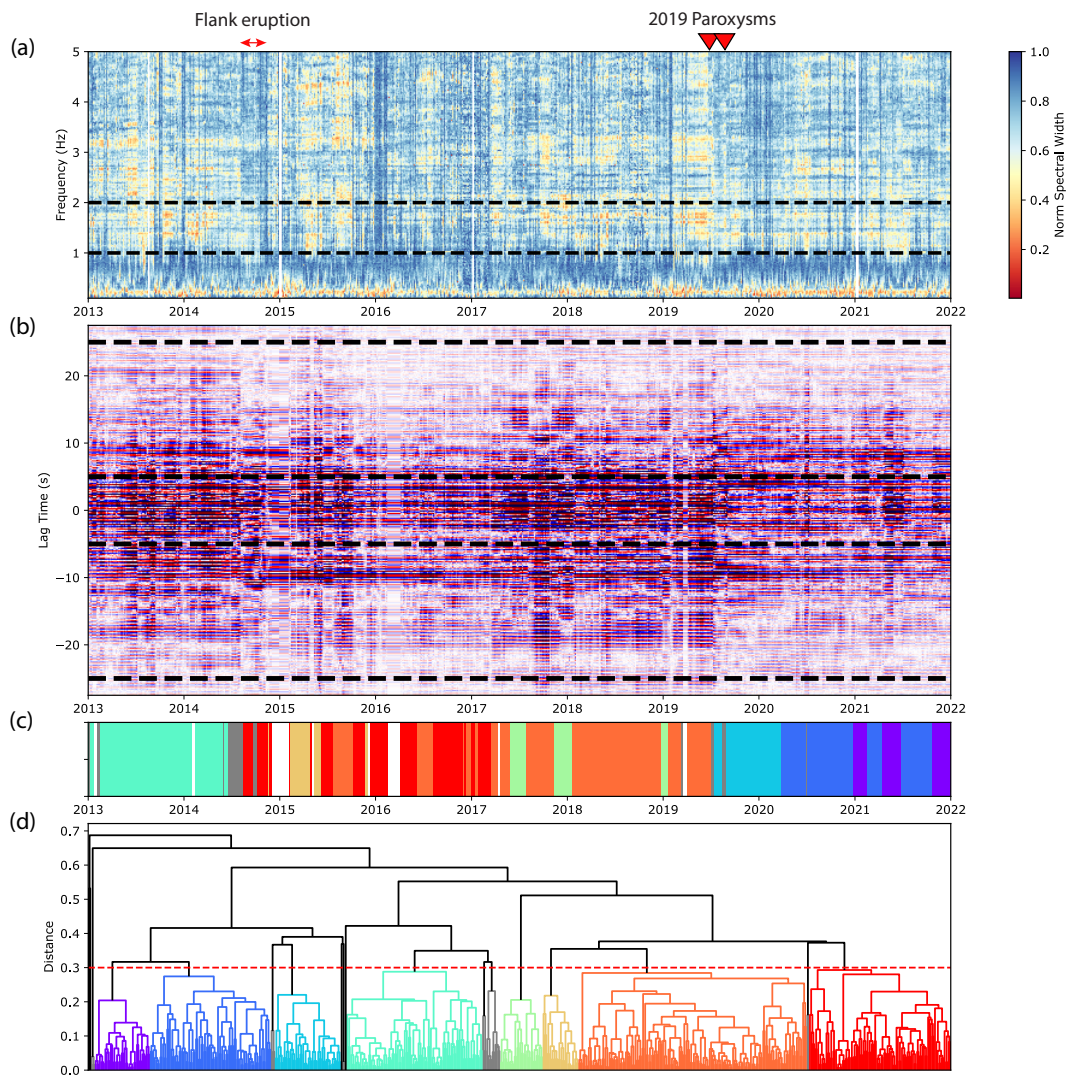 Flank eruption
2019 Paroxysms
(a)
5
4
3
2
1
Frequency (Hz)
2013 2014 2015 2016 2017 2018 2019 2020 2021 2022
1.0
0.8
0.6
0.4
0.2
Norm Spectral Width
(b)
20
10
0
−10
−20
Lag Time (s)
2013 2014 2015 2016 2017 2018 2019 2020 2021 2022
(c)
2013 2014 2015 2016 2017 2018 2019 2020 2021 2022
(d)
0.7
0.6
0.5
0.4
0.3
0.2
0.1
0.0
Distance